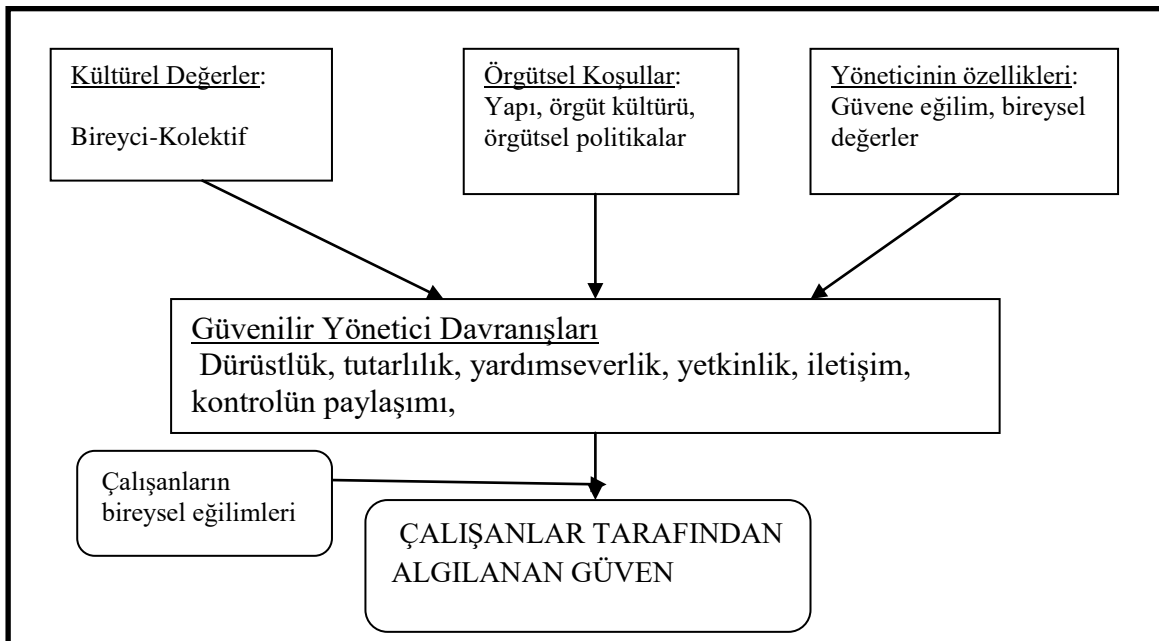 Kültürel Değerler:
Bireyci-Kolektif
Örgütsel Koşullar:
Yapı, örgüt kültürü,
örgütsel politikalar
Yöneticinin özellikleri:
Güvene eğilim, bireysel
değerler
Güvenilir Yönetici Davranışları
Dürüstlük, tutarlılık, yardımseverlik, yetkinlik, iletişim,
kontrolün paylaşımı,
Çalışanların
bireysel eğilimleri
ÇALIŞANLAR TARAFINDAN
ALGILANAN GÜVEN